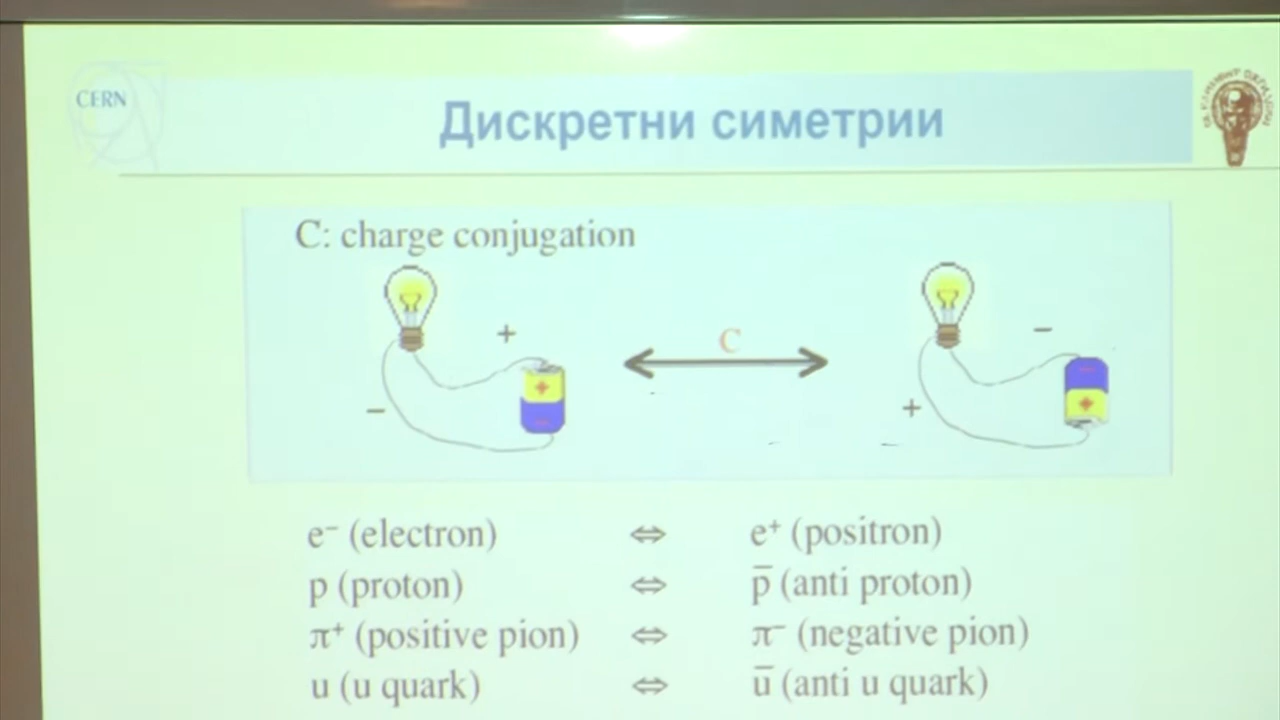 CERN
Дискретни симетрии
C: charge conjugation
+
C
−
−
+
e⁻ (electron) ⇔ e⁺ (positron)
p (proton) ⇔ p̅ (anti proton)
π⁺ (positive pion) ⇔ π⁻ (negative pion)
u (u quark) ⇔ u̅ (anti u quark)